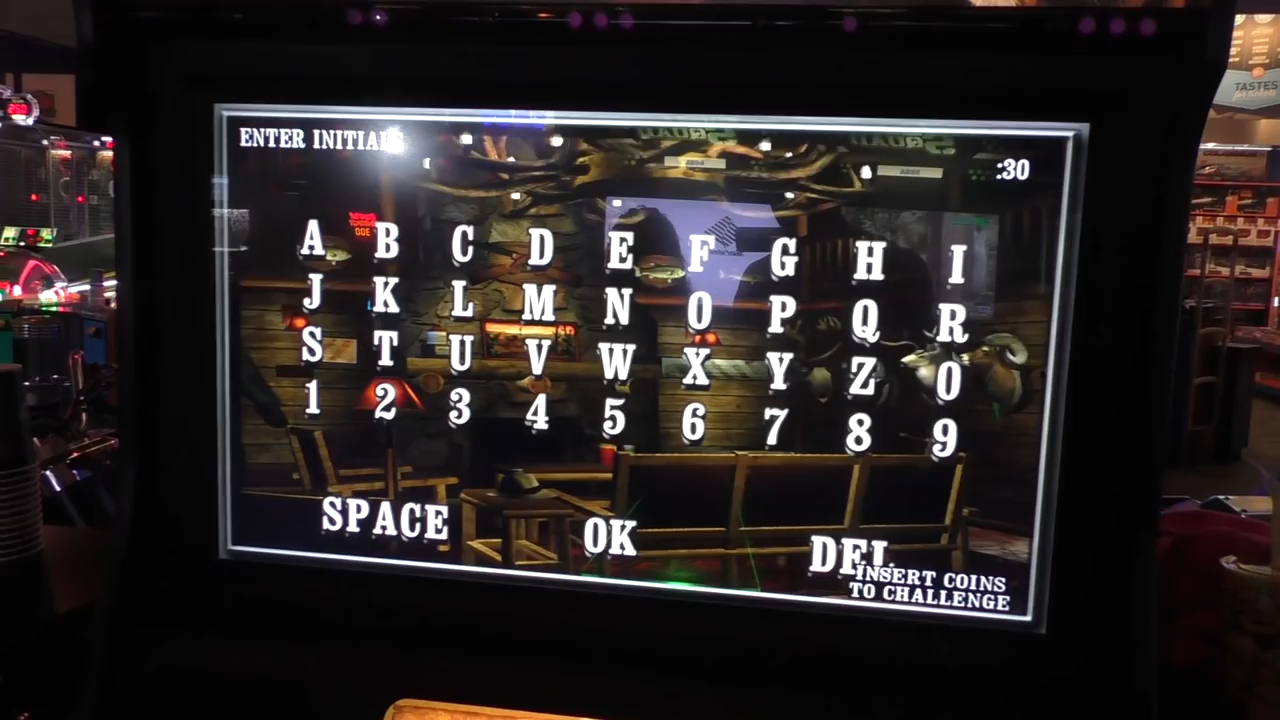 TASTES
ENTER INITIALS
:30
A B C D E F G H I
J K L M N O P Q R
S T U V W X Y Z 0
1 2 3 4 5 6 7 8 9
SPACE OK DEL
INSERT COINS
TO CHALLENGE